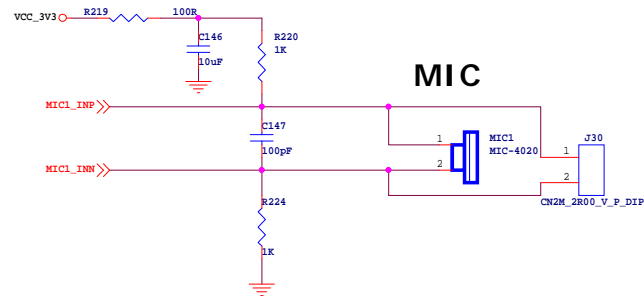 VCC_3V3
R219
100R
C146
10uF
R220
1K
MIC
MIC1_INP
C147
100pF
MIC1_INN
1
2
MIC1
MIC-4020
J30
1
2
CN2M_2R00_V_P_DIP
R224
1K